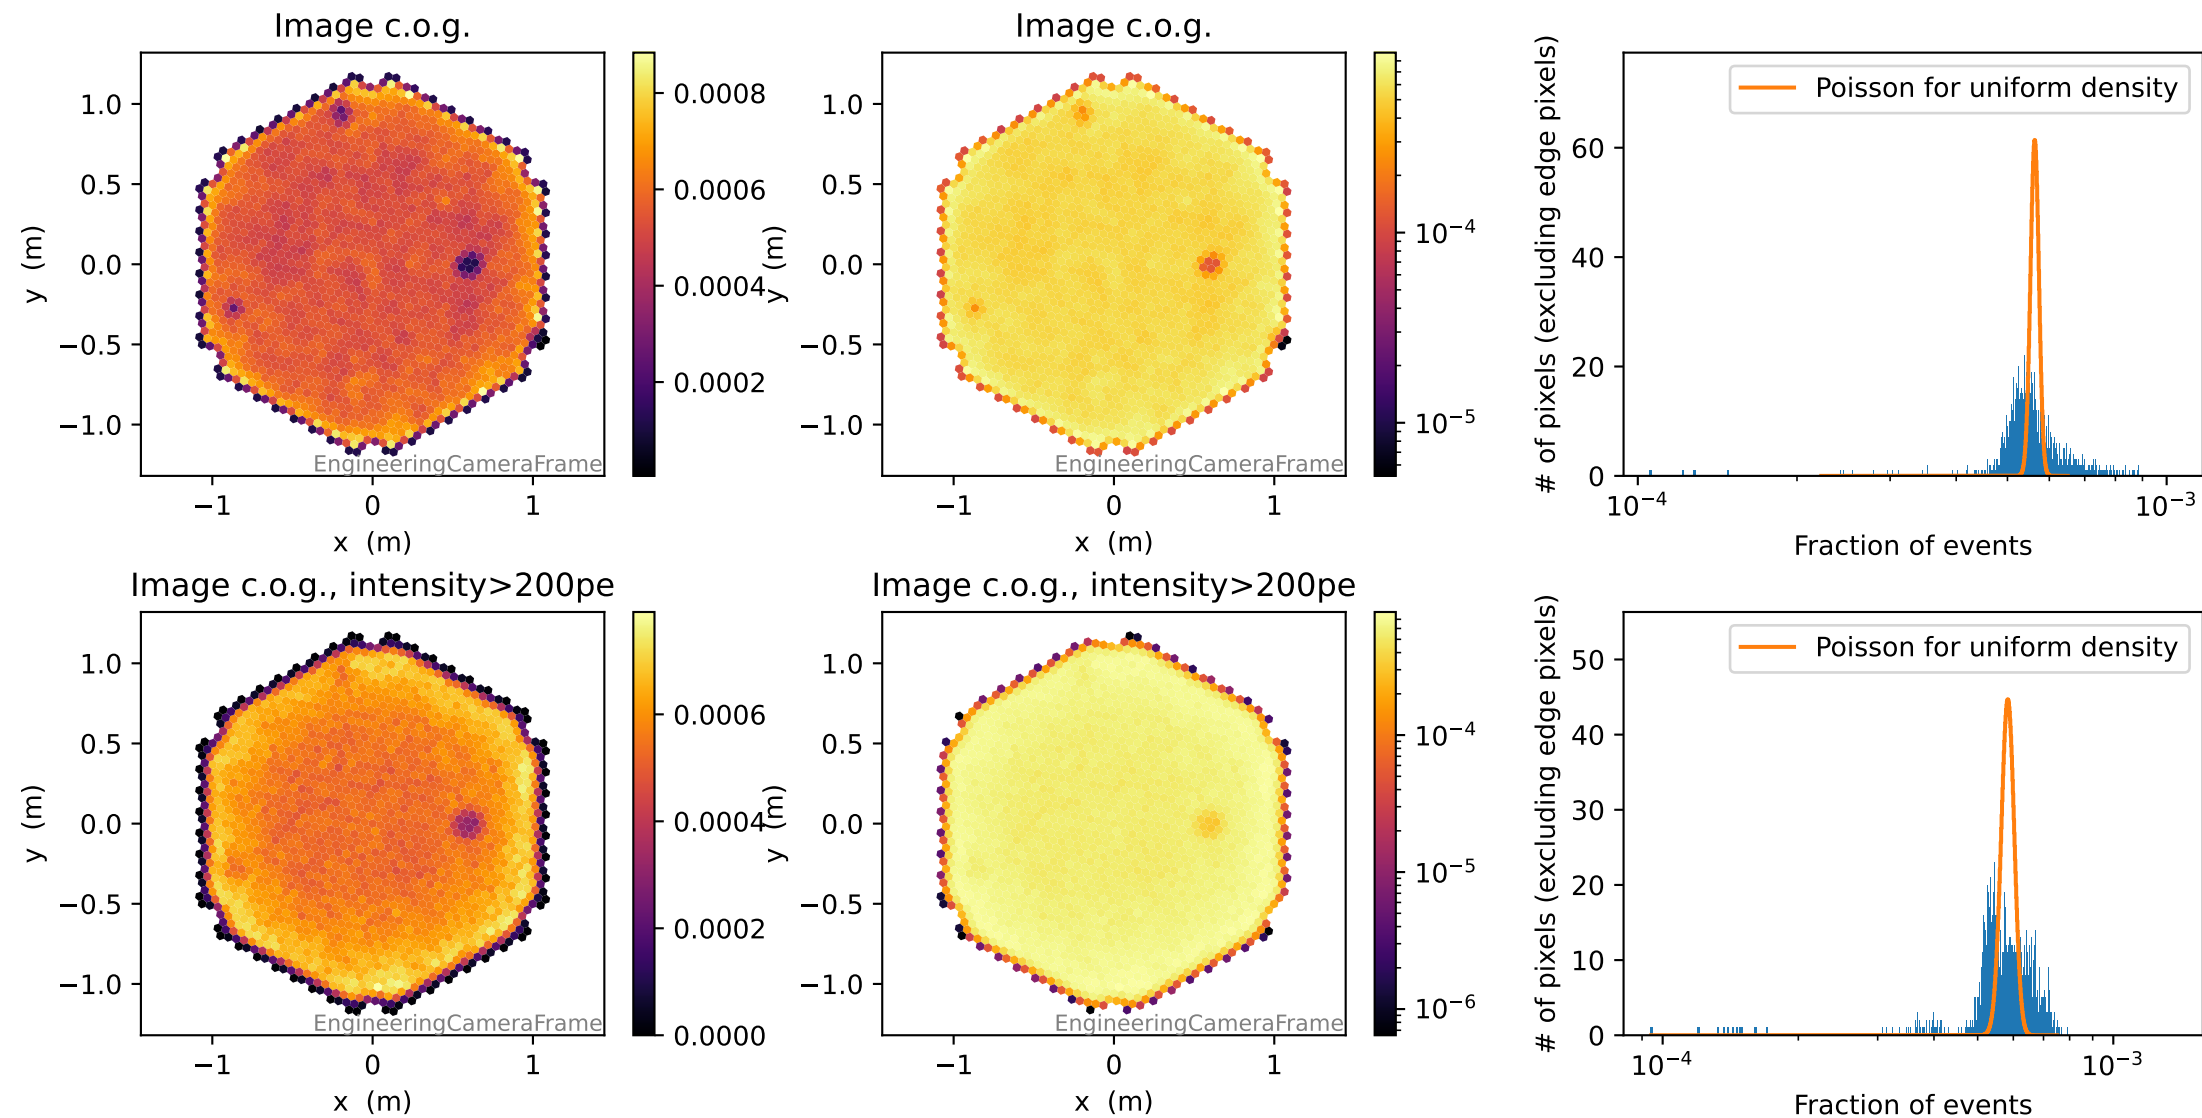 Image c.o.g.
1.0
0.5
0.0
−0.5
−1.0
y (m)
−1
0
1
x (m)
EngineeringCameraFrame
0.0008
0.0006
0.0004
0.0002
Image c.o.g.
1.0
0.5
0.0
−0.5
−1.0
y (m)
−1
0
1
x (m)
EngineeringCameraFrame
10−4
10−5
Poisson for uniform density
60
40
20
0
# of pixels (excluding edge pixels)
10−4
10−3
Fraction of events
Image c.o.g., intensity>200pe
1.0
0.5
0.0
−0.5
−1.0
y (m)
−1
0
1
x (m)
EngineeringCameraFrame
0.0006
0.0004
0.0002
0.0000
Image c.o.g., intensity>200pe
1.0
0.5
0.0
−0.5
−1.0
y (m)
−1
0
1
x (m)
EngineeringCameraFrame
10−4
10−5
10−6
Poisson for uniform density
50
40
30
20
10
0
# of pixels (excluding edge pixels)
10−4
10−3
Fraction of events